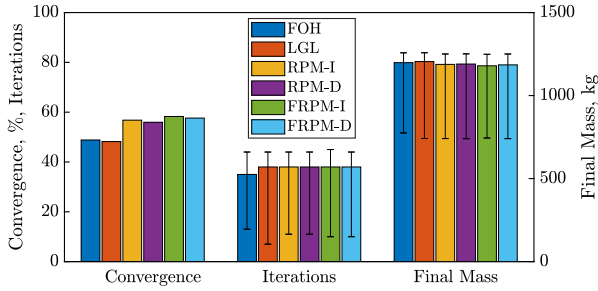 100
80
60
40
20
0
Convergence, %, Iterations
FOH
LGL
RPM-I
RPM-D
FRPM-I
FRPM-D
1500
1000
500
0
Final Mass, kg
Convergence
Iterations
Final Mass